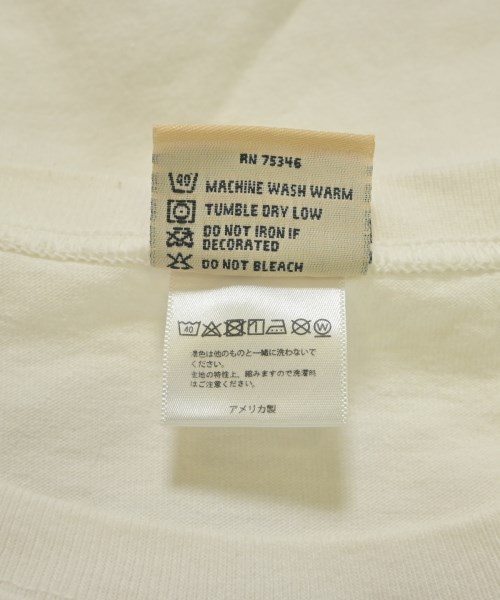 RN 75346
40° MACHINE WASH WARM
TUMBLE DRY LOW
DO NOT IRON IF
DECORATED
DO NOT BLEACH
40
W
濃色は他のものと一緒に洗わないで
ください。
生地の特性上、縮みますので洗濯時
はご注意ください。
アメリカ製